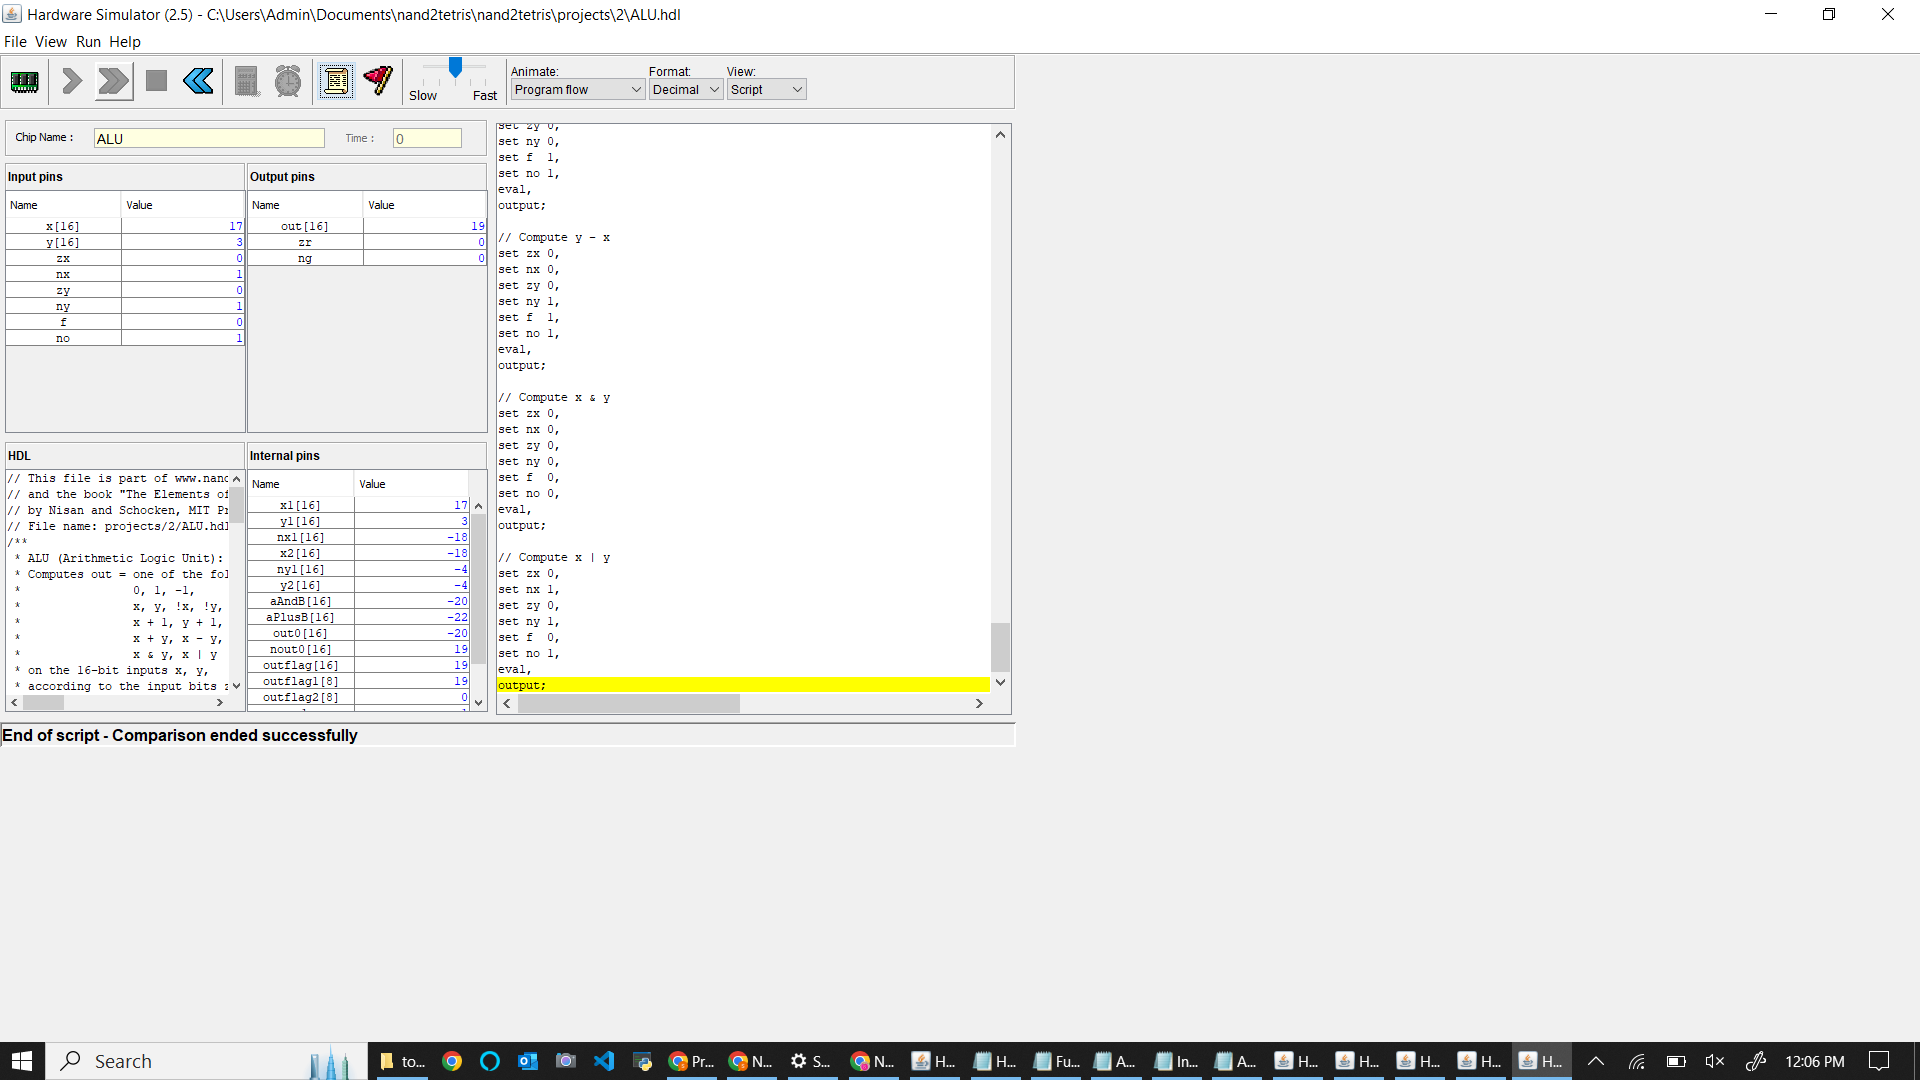 Hardware Simulator (2.5) - C:\Users\Admin\Documents\nand2tetris\nand2tetris\projects\2\ALU.hdl
File View Run Help
Slow Fast
Animate:
Program flow
Format:
Decimal
View:
Script
Chip Name : ALU Time : 0
Input pins
Name Value
x[16] 17
y[16] 3
zx 0
nx 1
zy 0
ny 1
f 0
no 1
Output pins
Name Value
out[16] 19
zr 0
ng 0
HDL
// This file is part of www.nand
// and the book "The Elements of
// by Nisan and Schocken, MIT Pr
// File name: projects/2/ALU.hdl
/**
* ALU (Arithmetic Logic Unit):
* Computes out = one of the fol
* 0, 1, -1,
* x, y, !x, !y,
* x + 1, y + 1,
* x + y, x - y,
* x & y, x | y
* on the 16-bit inputs x, y,
* according to the input bits z
Internal pins
Name Value
x1[16] 17
y1[16] 3
nx1[16] -18
x2[16] -18
ny1[16] -4
y2[16] -4
aAndB[16] -20
aPlusB[16] -22
out0[16] -20
nout0[16] 19
outflag[16] 19
outflag1[8] 19
outflag2[8] 0
set zy 0,
set ny 0,
set f 1,
set no 1,
eval,
output;
// Compute y - x
set zx 0,
set nx 0,
set zy 0,
set ny 1,
set f 1,
set no 1,
eval,
output;
// Compute x & y
set zx 0,
set nx 0,
set zy 0,
set ny 0,
set f 0,
set no 0,
eval,
output;
// Compute x | y
set zx 0,
set nx 1,
set zy 0,
set ny 1,
set f 0,
set no 1,
eval,
output;
End of script - Comparison ended successfully
Search to... Pr... N... S... N... H... H... Fu... A... In... A... H... H... H... H... H... 12:06 PM